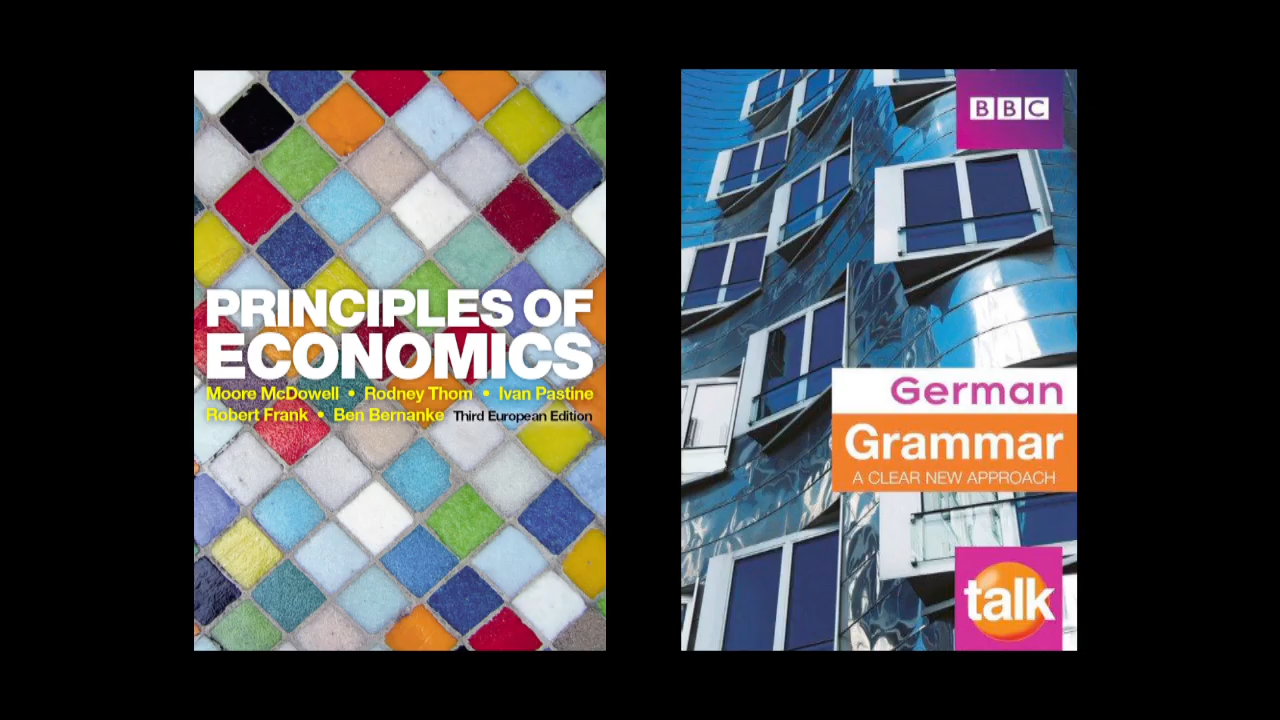 PRINCIPLES OF
ECONOMICS
Moore McDowell • Rodney Thom • Ivan Pastine
Robert Frank • Ben Bernanke Third European Edition
BBC
German
Grammar
A CLEAR NEW APPROACH
talk